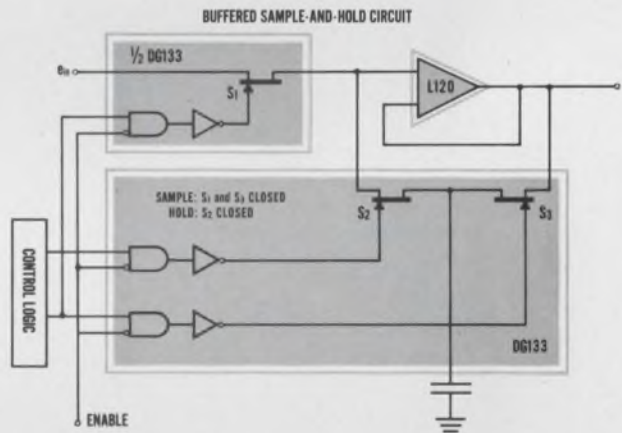 BUFFERED SAMPLE-AND-HOLD CIRCUIT
½ DG133
e_in
S₁
L120
SAMPLE: S₁ and S₃ CLOSED
HOLD: S₂ CLOSED
S₂
S₃
CONTROL LOGIC
DG133
ENABLE